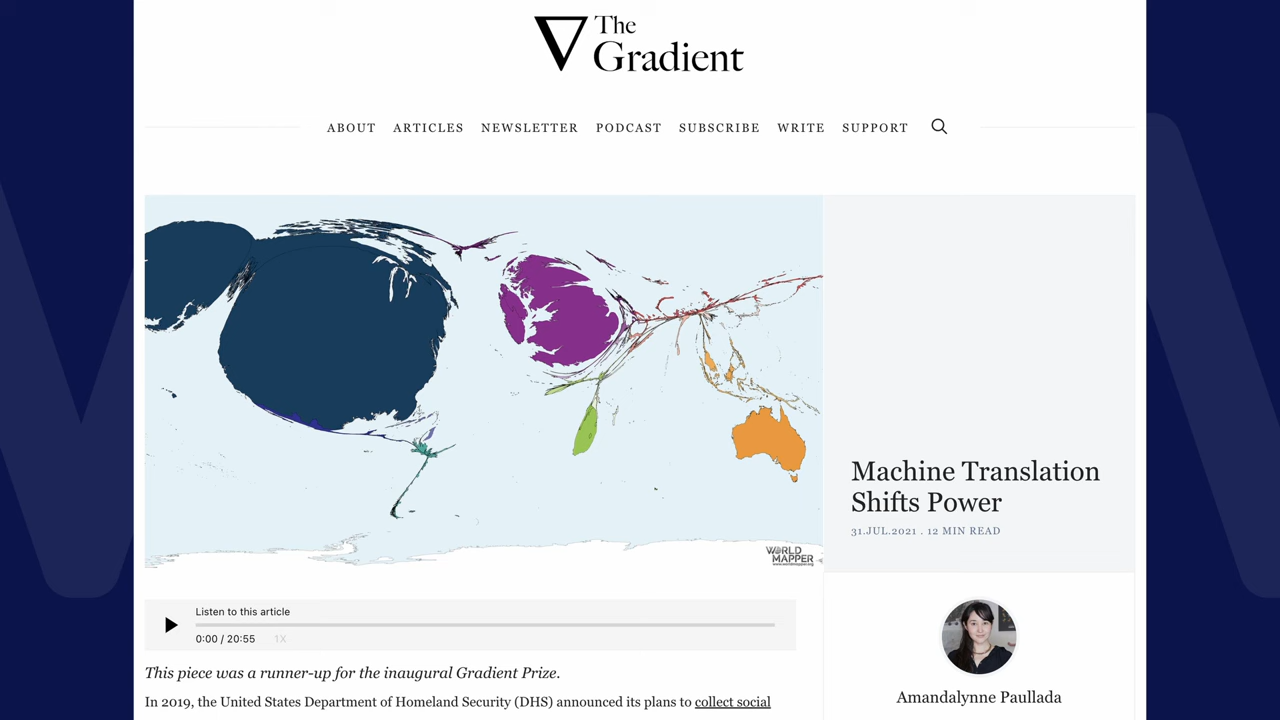 The
Gradient
ABOUT ARTICLES NEWSLETTER PODCAST SUBSCRIBE WRITE SUPPORT
WORLD
MAPPER
www.worldmapper.org
Machine Translation
Shifts Power
31.JUL.2021 . 12 MIN READ
Listen to this article
0:00 / 20:55 1X
This piece was a runner-up for the inaugural Gradient Prize.
In 2019, the United States Department of Homeland Security (DHS) announced its plans to collect social
Amandalynne Paullada